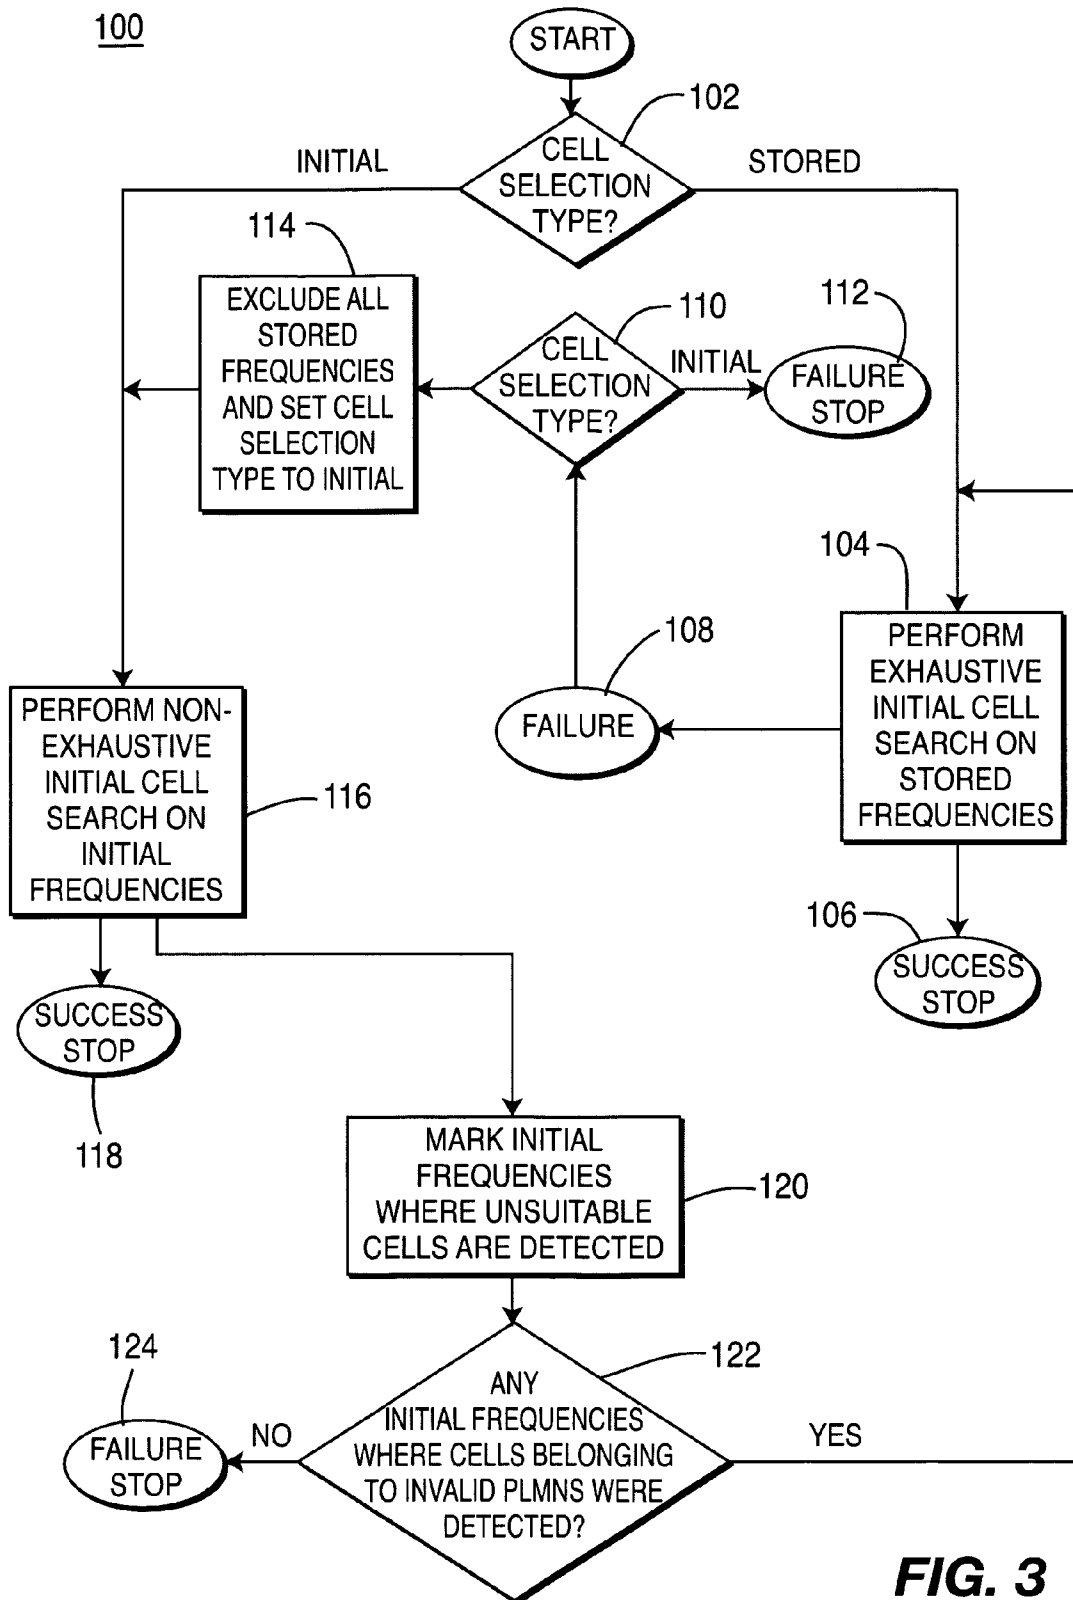 100
START
102
CELL
SELECTION
TYPE?
INITIAL
STORED
114
EXCLUDE ALL
STORED
FREQUENCIES
AND SET CELL
SELECTION
TYPE TO INITIAL
110
CELL
SELECTION
TYPE?
INITIAL
112
FAILURE
STOP
104
PERFORM
EXHAUSTIVE
INITIAL CELL
SEARCH ON
STORED
FREQUENCIES
108
FAILURE
PERFORM NON-
EXHAUSTIVE
INITIAL CELL
SEARCH ON
INITIAL
FREQUENCIES
116
106
SUCCESS
STOP
SUCCESS
STOP
118
MARK INITIAL
FREQUENCIES
WHERE UNSUITABLE
CELLS ARE DETECTED
120
122
ANY
INITIAL FREQUENCIES
WHERE CELLS BELONGING
TO INVALID PLMNS WERE
DETECTED?
124
NO
FAILURE
STOP
YES
FIG. 3